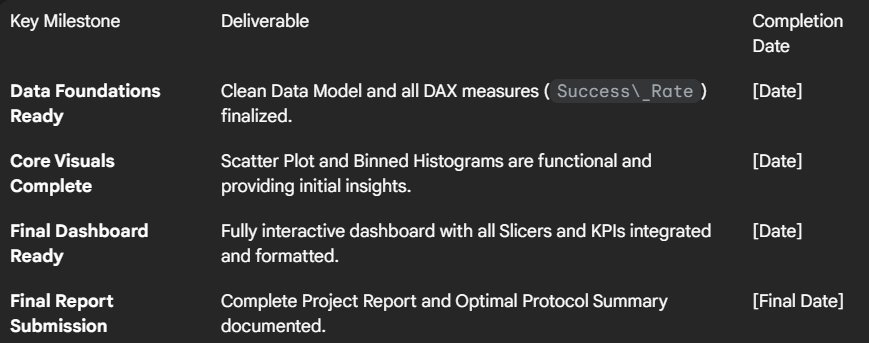 Key Milestone Deliverable Completion
Date
Data Foundations Clean Data Model and all DAX measures ( Success\_Rate ) [Date]
Ready finalized.
Core Visuals Scatter Plot and Binned Histograms are functional and [Date]
Complete providing initial insights.
Final Dashboard Fully interactive dashboard with all Slicers and KPIs integrated [Date]
Ready and formatted.
Final Report Complete Project Report and Optimal Protocol Summary [Final Date]
Submission documented.